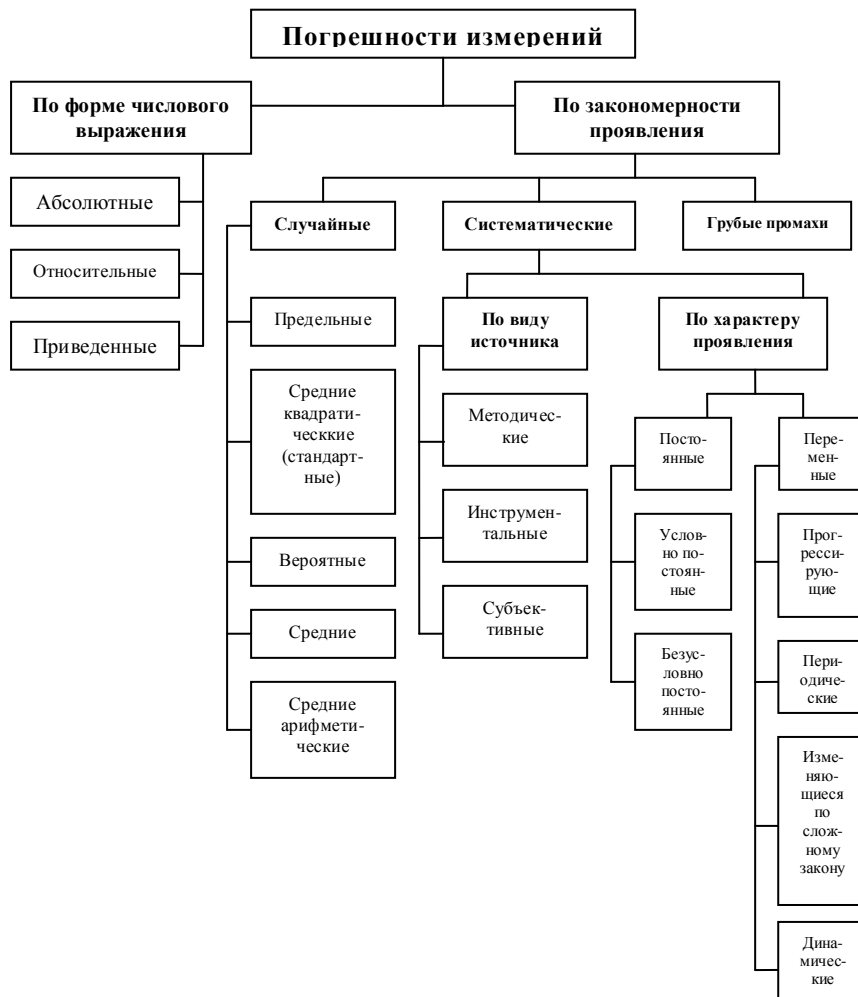 Погрешности измерений
По форме числового
выражения
По закономерности
проявления
Абсолютные
Относительные
Приведенные
Случайные
Систематические
Грубые промахи
Предельные
Средние
квадрати-
ческкие
(стандарт-
ные)
Вероятные
Средние
Средние
арифмети-
ческие
По виду
источника
Методичес-
кие
Инструмен-
тальные
Субъек-
тивные
По характеру
проявления
Посто-
янные
Услов-
но по-
стоян-
ные
Безус-
ловно
постоя-
нные
Пере-
мен-
ные
Прог-
ресси-
рую-
щие
Пери-
одиче-
ские
Изме-
няю-
щиеся
по
слож-
ному
закону
Дина-
мичес-
кие